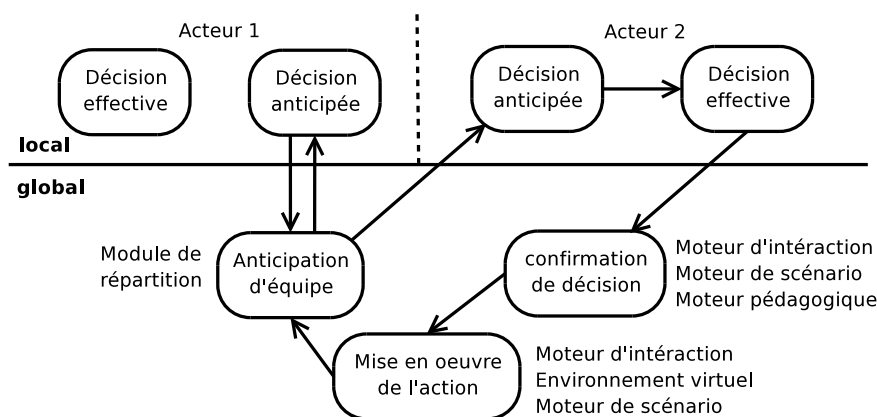 Acteur 1
Acteur 2
Décision
effective
Décision
anticipée
Décision
anticipée
Décision
effective
local
global
Module de
répartition
Anticipation
d'équipe
confirmation
de décision
Moteur d'intéraction
Moteur de scénario
Moteur pédagogique
Mise en oeuvre
de l'action
Moteur d'intéraction
Environnement virtuel
Moteur de scénario